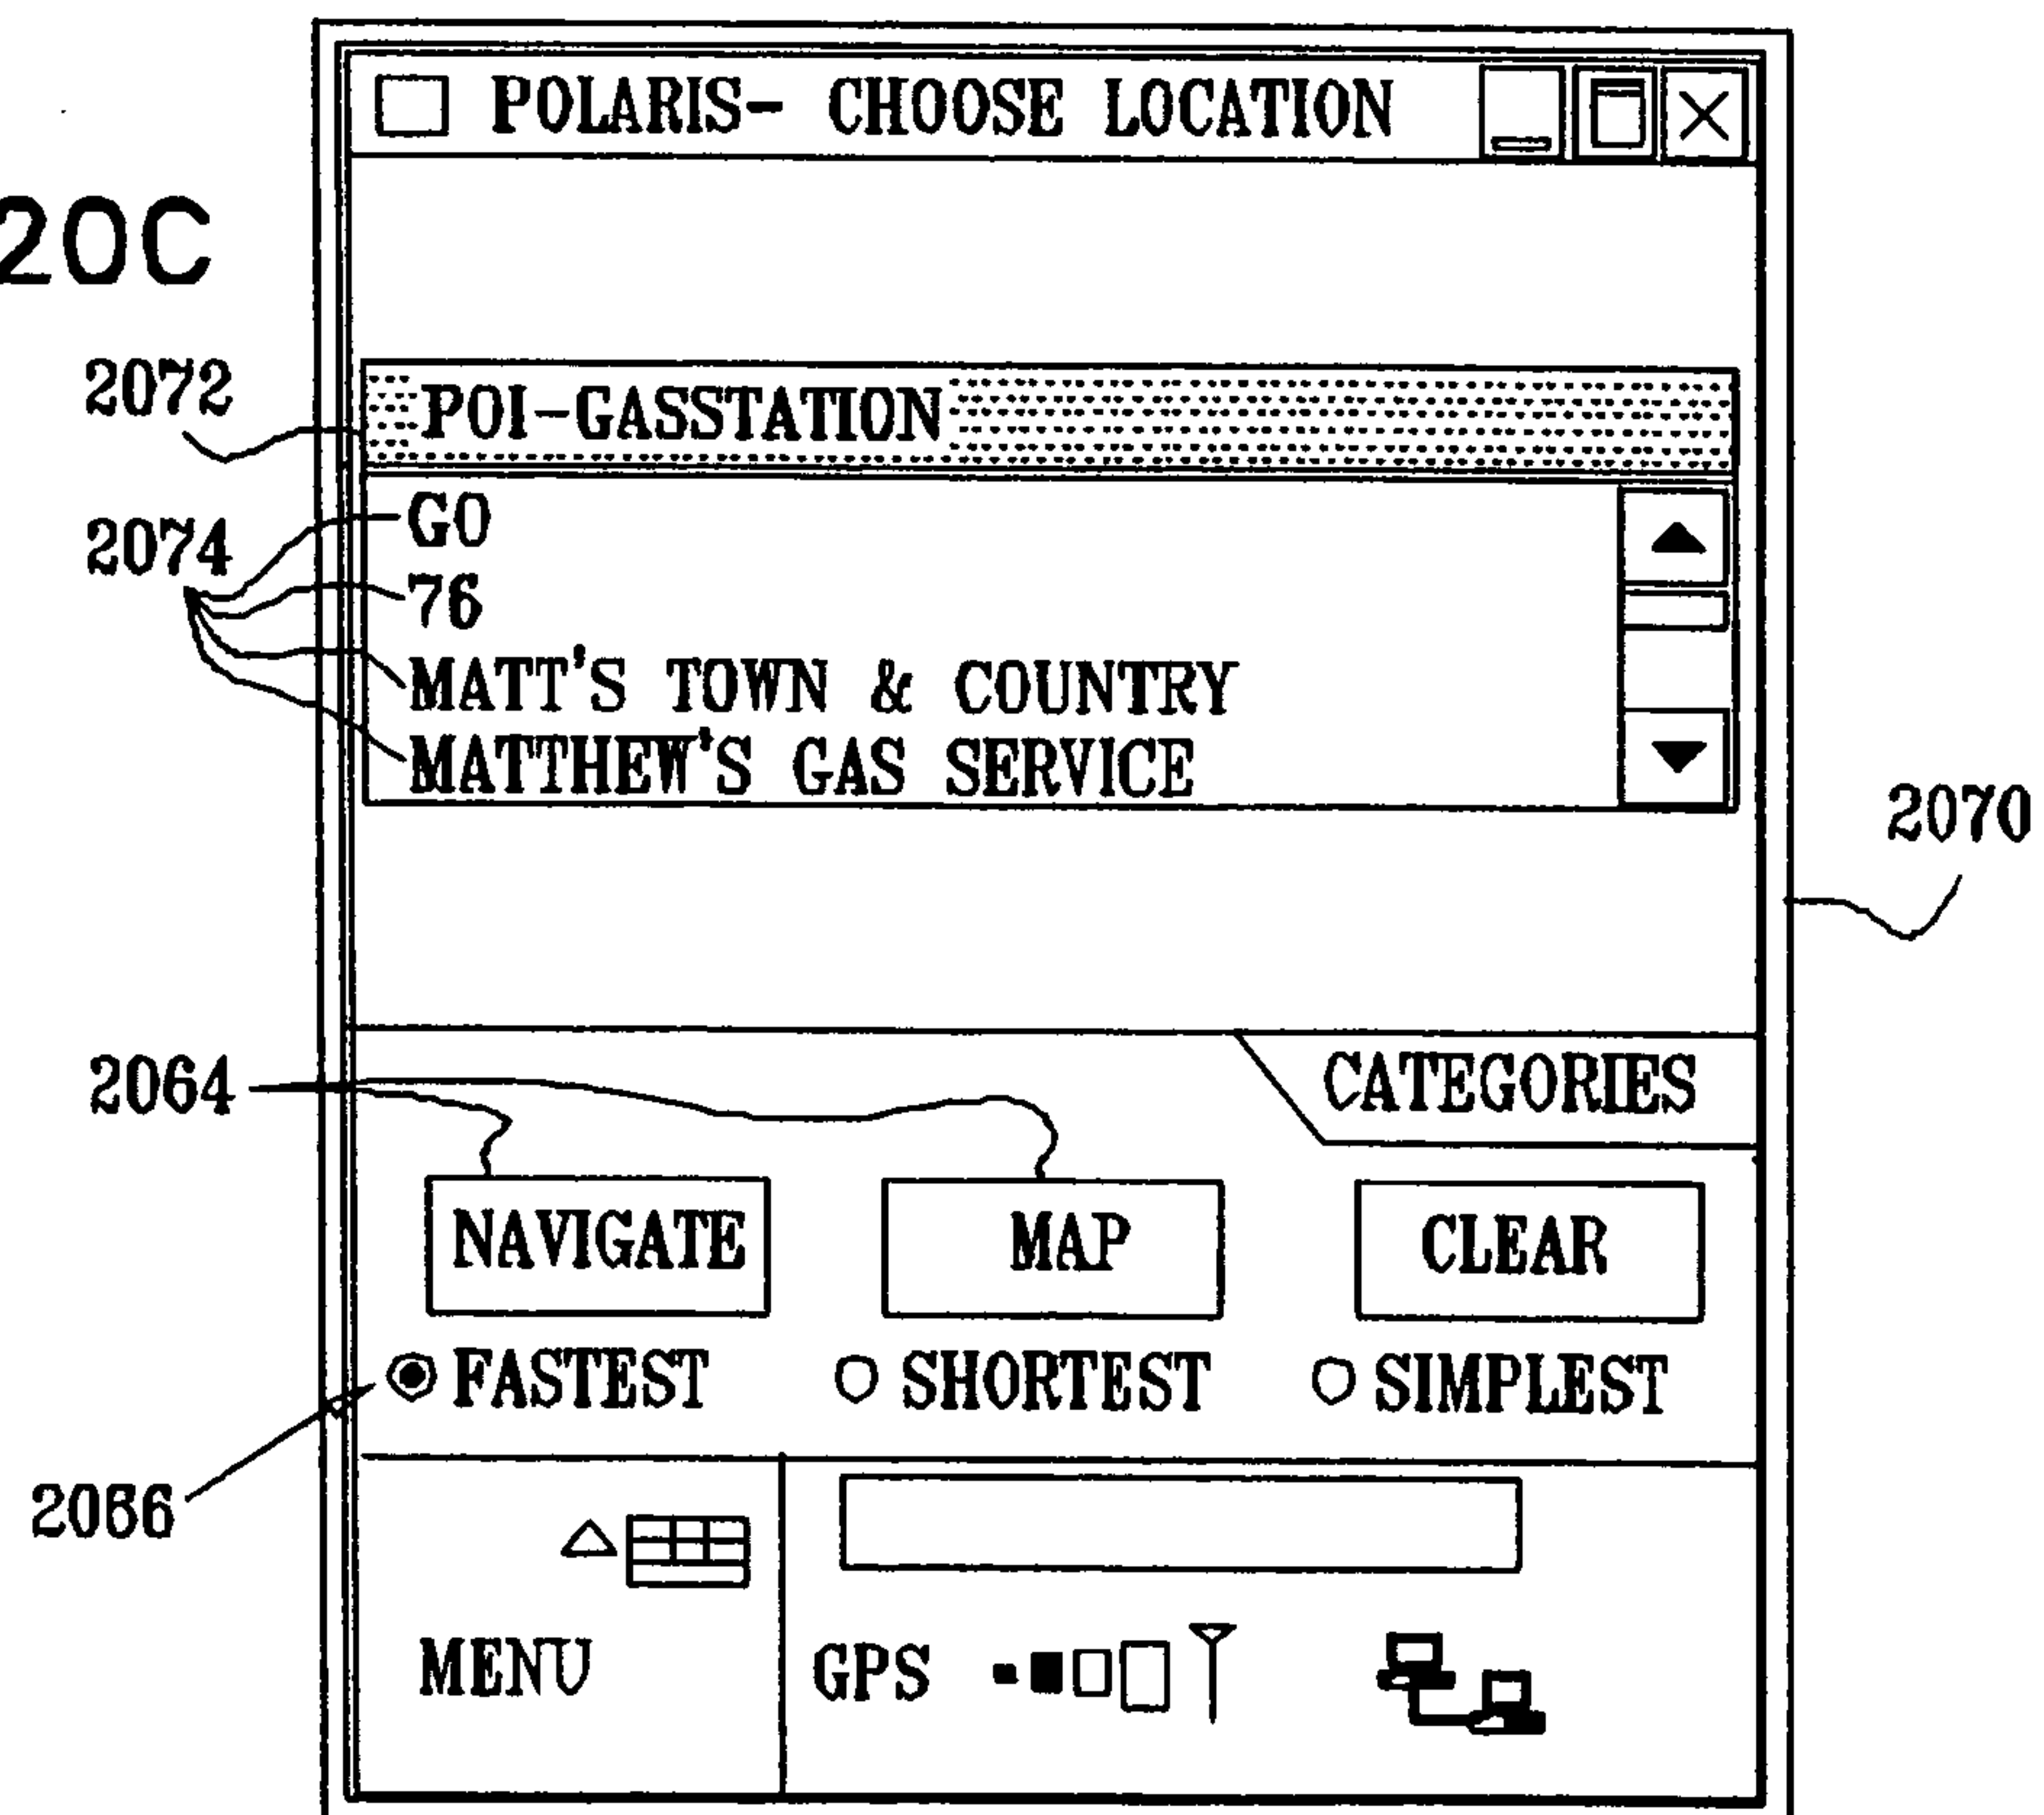 POLARIS- CHOOSE LOCATION
20C
2072
POI-GASSTATION
GO
2074
76
MATT'S TOWN & COUNTRY
MATTHEW'S GAS SERVICE
2070
CATEGORIES
2064
NAVIGATE MAP CLEAR
FASTEST SHORTEST SIMPLEST
2066
MENU GPS